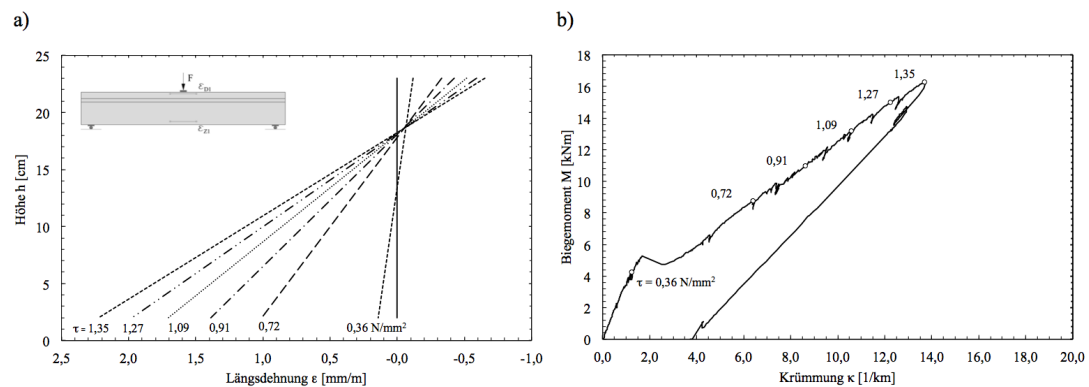 a)
25
20
15
10
5
0
Höhe h [cm]
F
ε_D1
ε_Z1
τ = 1,35 1,27 1,09 0,91 0,72 0,36 N/mm²
2,5 2,0 1,5 1,0 0,5 -0,0 -0,5 -1,0
Längsdehnung ε [mm/m]
b)
18
16
14
12
10
8
6
4
2
0
Biegemoment M [kNm]
1,35
1,27
1,09
0,91
0,72
τ = 0,36 N/mm²
0,0 2,0 4,0 6,0 8,0 10,0 12,0 14,0 16,0 18,0 20,0
Krümmung κ [1/km]